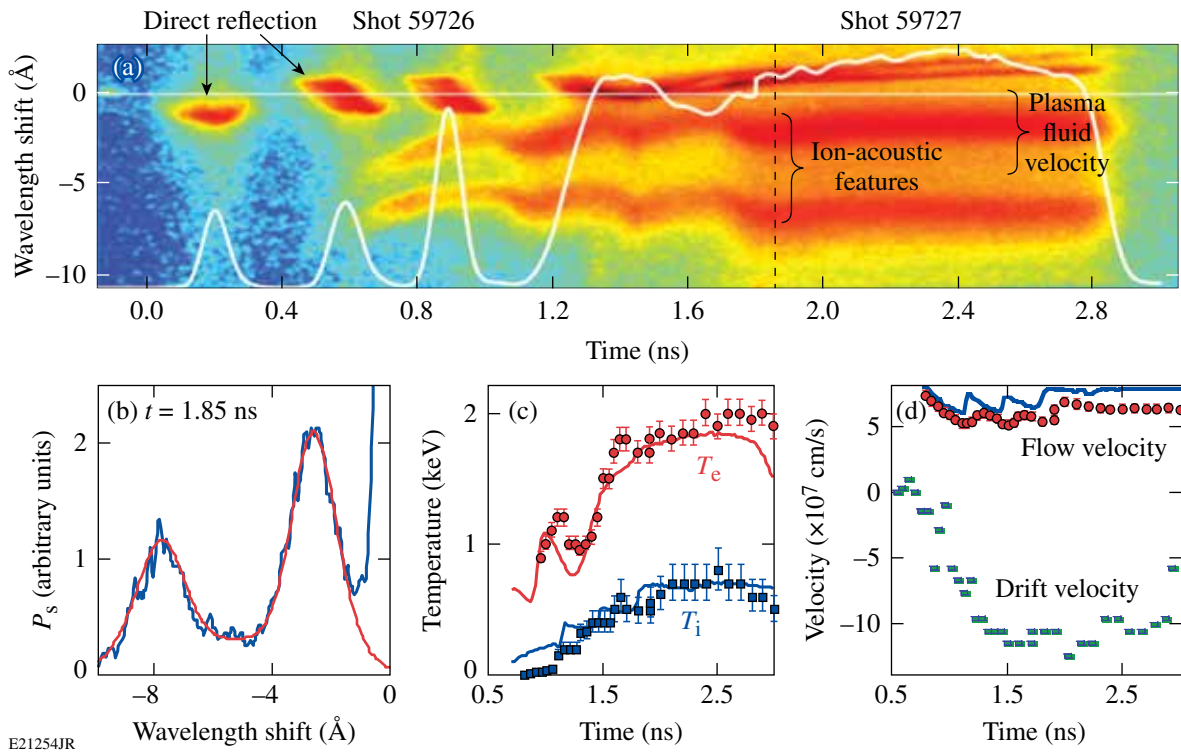 Direct reflection
Shot 59726
Shot 59727
(a)
Wavelength shift (Å)
0
–5
–10
Ion-acoustic
features
Plasma
fluid
velocity
0.0 0.4 0.8 1.2 1.6 2.0 2.4 2.8
Time (ns)
(b) t = 1.85 ns
P_s (arbitrary units)
2
1
0
–8 –4 0
Wavelength shift (Å)
(c)
Temperature (keV)
2
1
0
T_e
T_i
0.5 1.5 2.5
Time (ns)
(d)
Velocity (×10⁷ cm/s)
5
0
–5
–10
Flow velocity
Drift velocity
0.5 1.5 2.5
Time (ns)
E21254JR